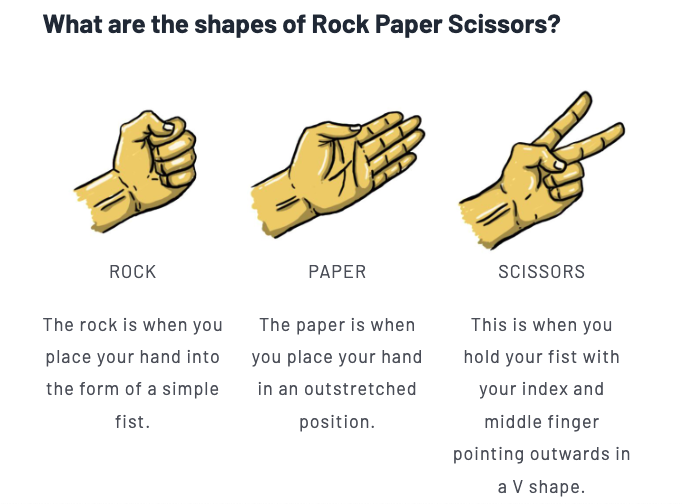 What are the shapes of Rock Paper Scissors?
ROCK
The rock is when you
place your hand into
the form of a simple
fist.
PAPER
The paper is when
you place your hand
in an outstretched
position.
SCISSORS
This is when you
hold your fist with
your index and
middle finger
pointing outwards in
a V shape.